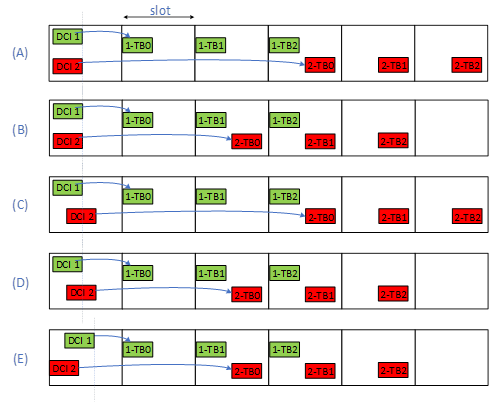 slot
(A)
DCI 1
1-TB0
1-TB1
1-TB2
DCI 2
2-TB0
2-TB1
2-TB2
(B)
DCI 1
1-TB0
1-TB1
1-TB2
DCI 2
2-TB0
2-TB1
2-TB2
(C)
DCI 1
1-TB0
1-TB1
1-TB2
DCI 2
2-TB0
2-TB1
2-TB2
(D)
DCI 1
1-TB0
1-TB1
1-TB2
DCI 2
2-TB0
2-TB1
2-TB2
(E)
DCI 1
1-TB0
1-TB1
1-TB2
DCI 2
2-TB0
2-TB1
2-TB2